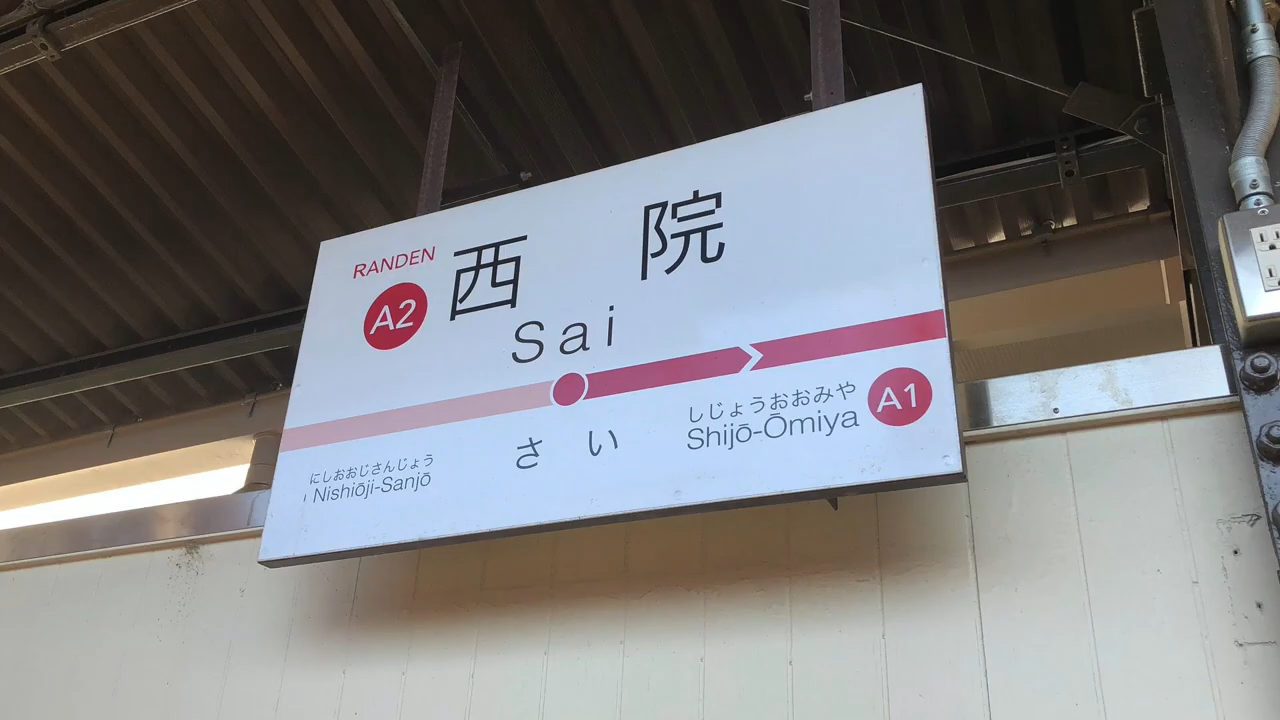 RANDEN
A2
西院
Sai
さい
にしおおじさんじょう
Nishiōji-Sanjō
しじょうおおみや
Shijō-Ōmiya
A1